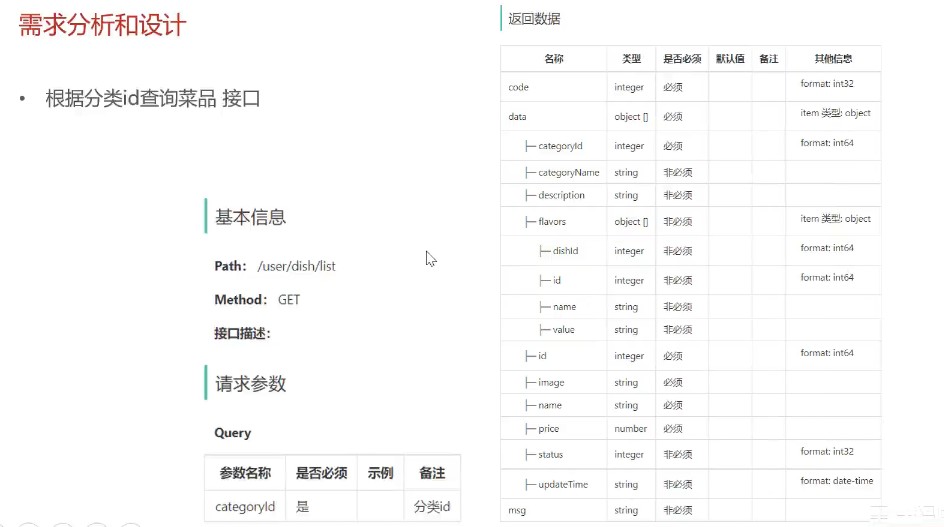 需求分析和设计
• 根据分类id查询菜品 接口
基本信息
Path: /user/dish/list
Method: GET
接口描述:
请求参数
Query
参数名称 是否必须 示例 备注
categoryId 是 分类id
返回数据
名称 类型 是否必须 默认值 备注 其他信息
code integer 必须 format: int32
data object [] 必须 item 类型: object
├─ categoryId integer 必须 format: int64
├─ categoryName string 非必须
├─ description string 非必须
├─ flavors object [] 非必须 item 类型: object
├─ dishId integer 非必须 format: int64
├─ id integer 非必须 format: int64
├─ name string 非必须
├─ value string 非必须
├─ id integer 必须 format: int64
├─ image string 必须
├─ name string 必须
├─ price number 必须
├─ status integer 非必须 format: int32
├─ updateTime string 非必须 format: date-time
msg string 非必须